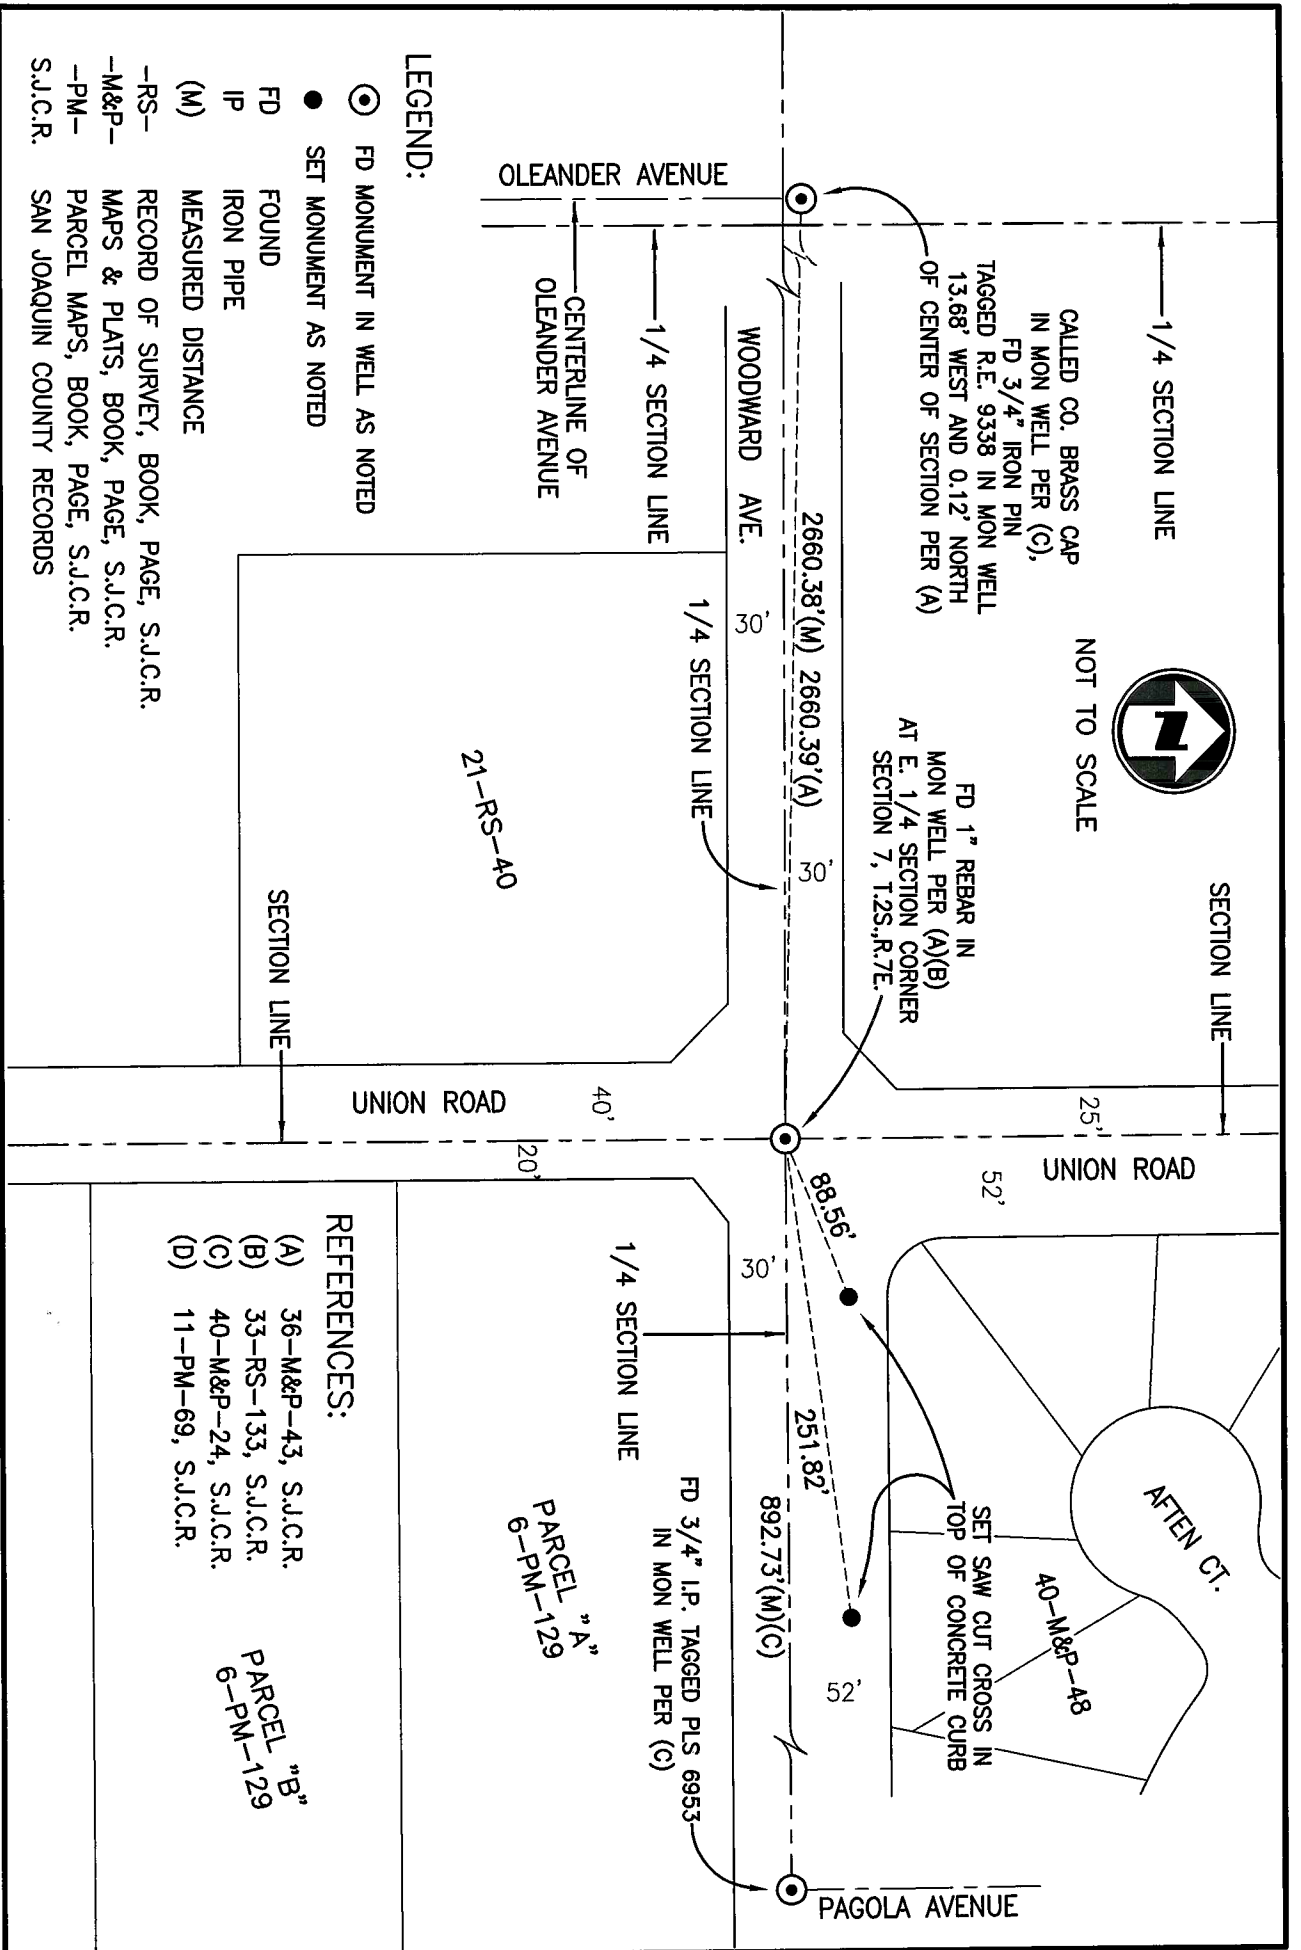 1/4 SECTION LINE
CALLED CO. BRASS CAP
IN MON WELL PER (C),
FD 3/4" IRON PIN
TAGGED R.E. 9338 IN MON WELL
13.68' WEST AND 0.12' NORTH
OF CENTER OF SECTION PER (A)
N
NOT TO SCALE
SECTION LINE
FD 1" REBAR IN
MON WELL PER (A)(B)
AT E. 1/4 SECTION CORNER
SECTION 7, T.2S.,R.7E.
25'
52'
UNION ROAD
AFTEN CT.
40-M&P-48
SET SAW CUT CROSS IN
TOP OF CONCRETE CURB
OLEANDER AVENUE
WOODWARD AVE.
2660.38'(M) 2660.39'(A)
30'
30'
88.56'
251.82'
52'
892.73'(M)(C)
30'
PAGOLA AVENUE
1/4 SECTION LINE
1/4 SECTION LINE
1/4 SECTION LINE
FD 3/4" I.P. TAGGED PLS 6953
IN MON WELL PER (C)
CENTERLINE OF
OLEANDER AVENUE
21-RS-40
40'
20'
UNION ROAD
SECTION LINE
PARCEL "A"
6-PM-129
PARCEL "B"
6-PM-129
LEGEND:
FD MONUMENT IN WELL AS NOTED
SET MONUMENT AS NOTED
FD FOUND
IP IRON PIPE
(M) MEASURED DISTANCE
-RS- RECORD OF SURVEY, BOOK, PAGE, S.J.C.R.
-M&P- MAPS & PLATS, BOOK, PAGE, S.J.C.R.
-PM- PARCEL MAPS, BOOK, PAGE, S.J.C.R.
S.J.C.R. SAN JOAQUIN COUNTY RECORDS
REFERENCES:
(A) 36-M&P-43, S.J.C.R.
(B) 33-RS-133, S.J.C.R.
(C) 40-M&P-24, S.J.C.R.
(D) 11-PM-69, S.J.C.R.